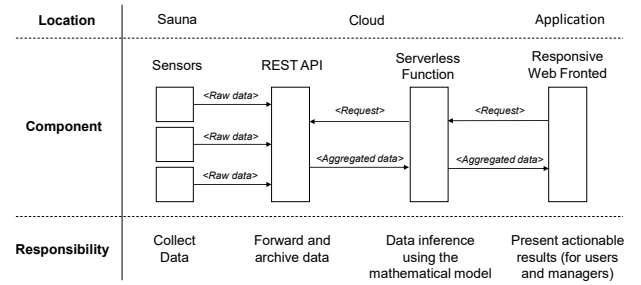 Location
Sauna
Cloud
Application
Component
Sensors
REST API
Serverless
Function
Responsive
Web Fronted
<Raw data>
<Raw data>
<Raw data>
<Request>
<Aggregated data>
<Request>
<Aggregated data>
Responsibility
Collect
Data
Forward and
archive data
Data inference
using the
mathematical model
Present actionable
results (for users
and managers)